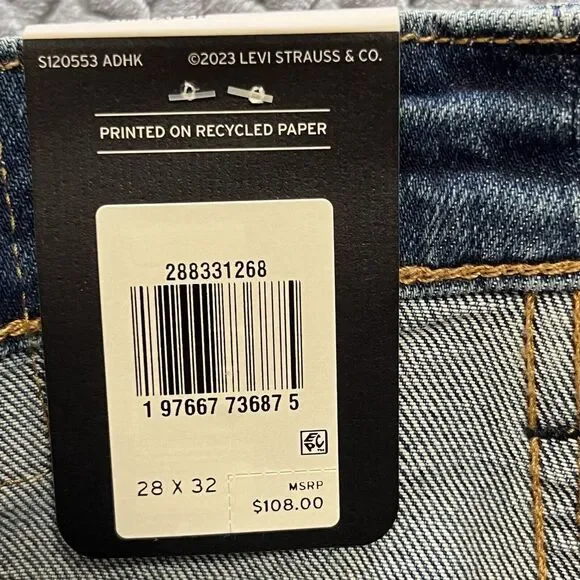 S120553 ADHK ©2023 LEVI STRAUSS & CO.
PRINTED ON RECYCLED PAPER
288331268
1 97667 73687 5
28 X 32
MSRP
$108.00